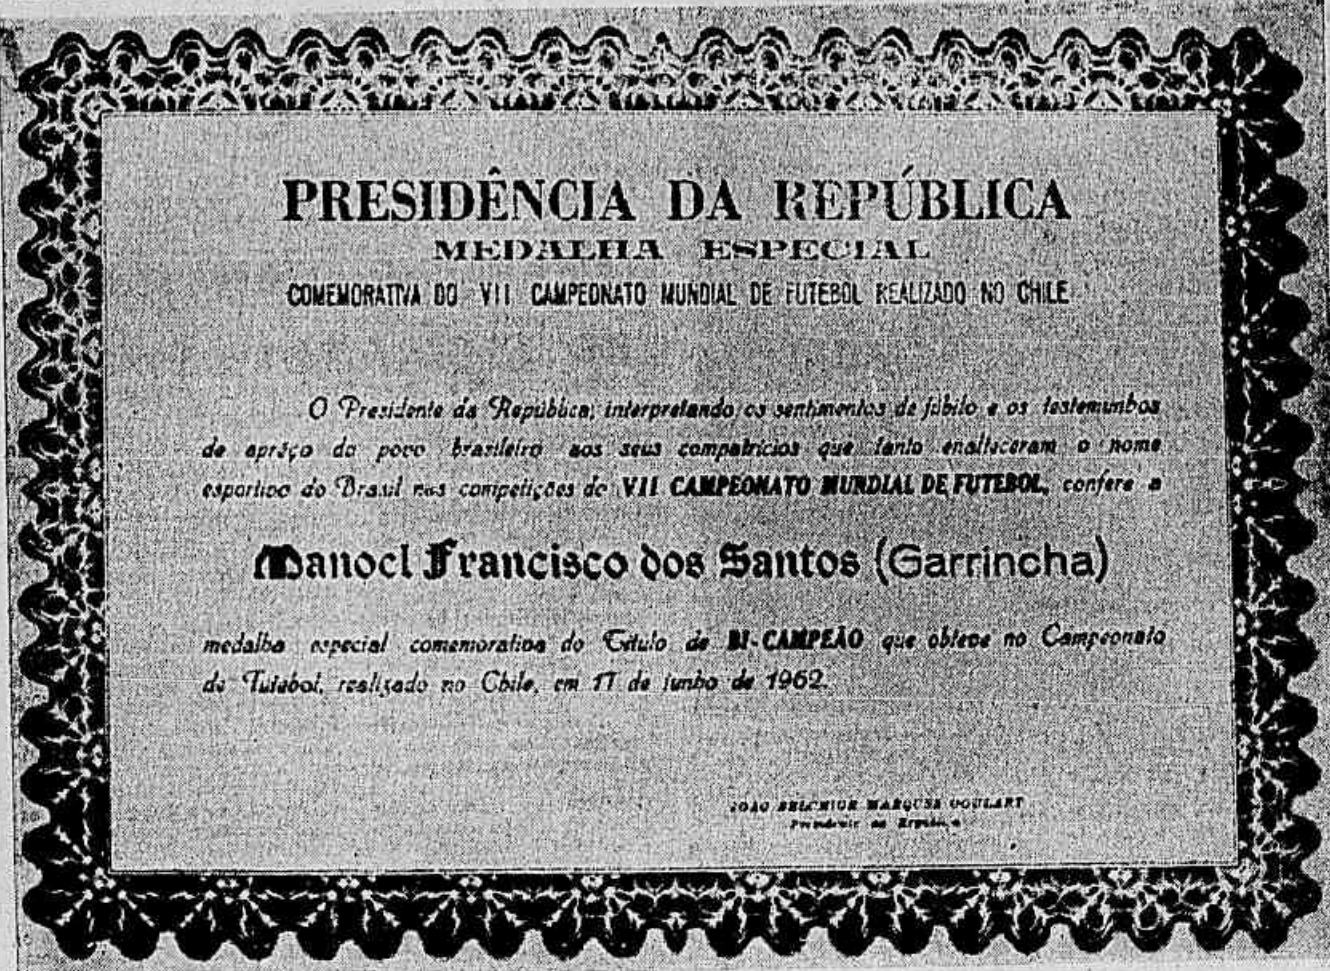 PRESIDÊNCIA DA REPÚBLICA
MEDALHA ESPECIAL
COMEMORATIVA DO VII CAMPEONATO MUNDIAL DE FUTEBOL REALIZADO NO CHILE
O Presidente da República, interpretando os sentimentos de júbilo e os testemunhos
de aprêço do povo brasileiro aos seus compatrícios que tanto enalteceram o nome
esportivo do Brasil nas competições do VII CAMPEONATO MUNDIAL DE FUTEBOL, confere a
Manoel Francisco dos Santos (Garrincha)
medalha especial comemorativa do Título de BI-CAMPEÃO que obteve no Campeonato
de Futebol, realizado no Chile, em 17 de junho de 1962.
JOÃO BELCHIOR MARQUES GOULART
Presidente da República